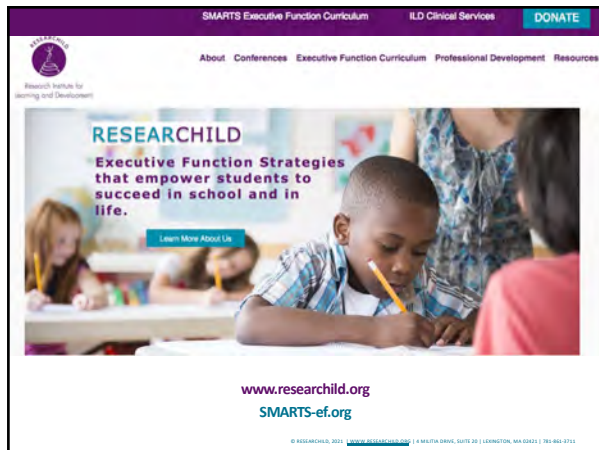 SMARTS Executive Function Curriculum ILD Clinical Services DONATE
RESEARCHILD
Research Institute for
Learning and Development
About Conferences Executive Function Curriculum Professional Development Resources
RESEARCHILD
Executive Function Strategies
that empower students to
succeed in school and in
life.
Learn More About Us
www.researchild.org
SMARTS-ef.org
© RESEARCHILD, 2021 | WWW.RESEARCHILD.ORG | 4 MILITIA DRIVE, SUITE 20 | LEXINGTON, MA 02421 | 781-861-3711